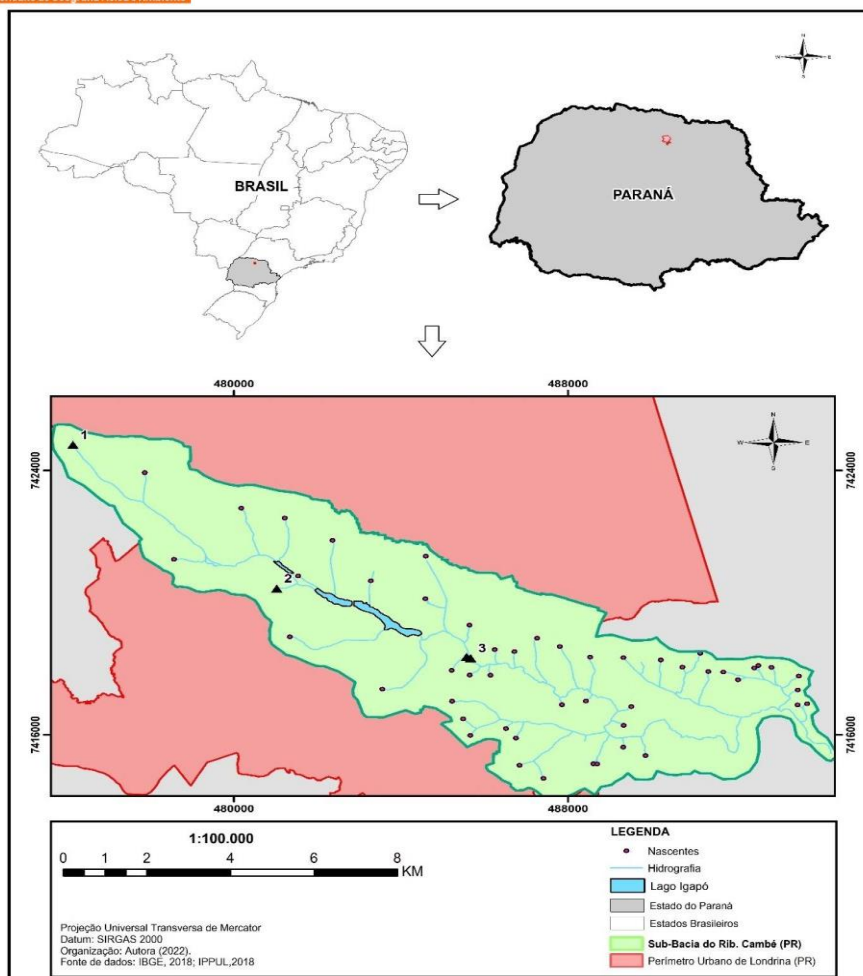 N
W E
S
BRASIL
PARANÁ
480000 488000
N
W E
S
1
2
3
7424000 7424000
7416000 7416000
480000 488000
1:100.000
0 1 2 4 6 8
KM
Projeção Universal Transversa de Mercator
Datum: SIRGAS 2000
Organização: Autora (2022).
Fonte de dados: IBGE, 2018; IPPUL,2018
LEGENDA
Nascentes
Hidrografia
Lago Igapó
Estado do Paraná
Estados Brasileiros
Sub-Bacia do Rib. Cambé (PR)
Perímetro Urbano de Londrina (PR)